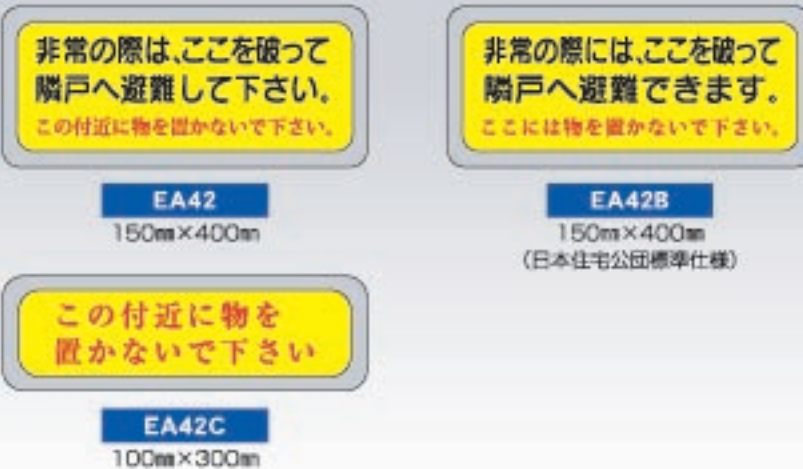 非常の際は、ここを破って
隣戸へ避難して下さい。
この付近に物を置かないで下さい。
EA42
150㎜×400㎜
非常の際には、ここを破って
隣戸へ避難できます。
ここには物を置かないで下さい。
EA42B
150㎜×400㎜
（日本住宅公団標準仕様）
この付近に物を
置かないで下さい
EA42C
100㎜×300㎜